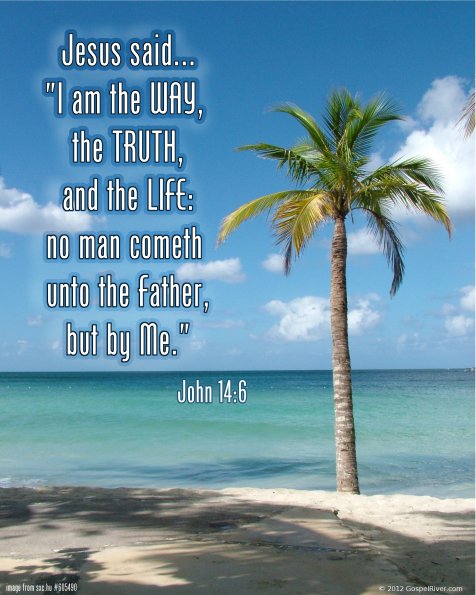 Jesus said...
"I am the WAY,
the TRUTH,
and the LIFE:
no man cometh
unto the Father,
but by Me."
John 14:6
image from sxc.hu #605490
© 2012 GospelRiver.com